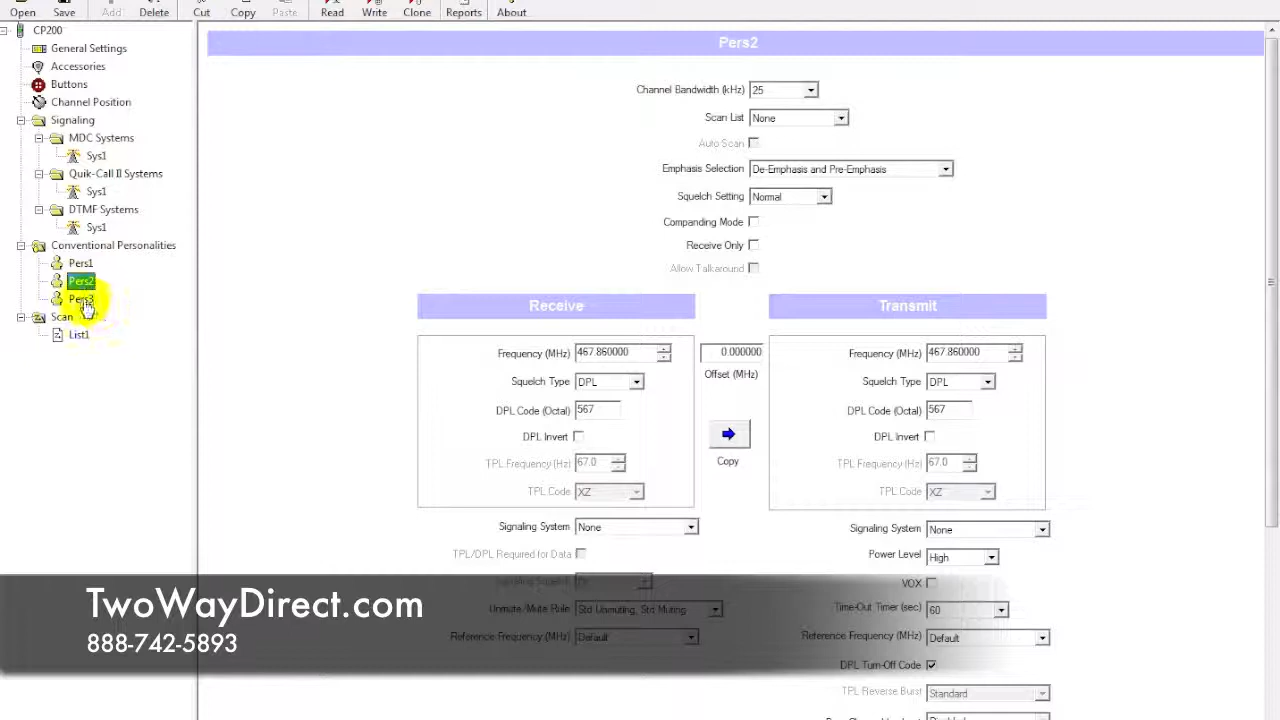 Open Save Add Delete Cut Copy Paste Read Write Clone Reports About
CP200
General Settings
Accessories
Buttons
Channel Position
Signaling
MDC Systems
Sys1
Quik-Call II Systems
Sys1
DTMF Systems
Sys1
Conventional Personalities
Pers1
Pers2
Pers3
Scan
List1
Pers2
Channel Bandwidth (kHz) 25
Scan List None
Auto Scan
Emphasis Selection De-Emphasis and Pre-Emphasis
Squelch Setting Normal
Companding Mode
Receive Only
Allow Talkaround
Receive
Frequency (MHz) 467.860000
Squelch Type DPL
DPL Code (Octal) 567
DPL Invert
TPL Frequency (Hz) 67.0
TPL Code XZ
Signaling System None
TPL/DPL Required for Data
Unmute/Mute Rule Std Unmuting, Std Muting
Reference Frequency (MHz) Default
0.000000
Offset (MHz)
Copy
Transmit
Frequency (MHz) 467.860000
Squelch Type DPL
DPL Code (Octal) 567
DPL Invert
TPL Frequency (Hz) 67.0
TPL Code XZ
Signaling System None
Power Level High
VOX
Time-Out Timer (sec) 60
Reference Frequency (MHz) Default
DPL Turn-Off Code
TPL Reverse Burst Standard
TwoWayDirect.com
888-742-5893